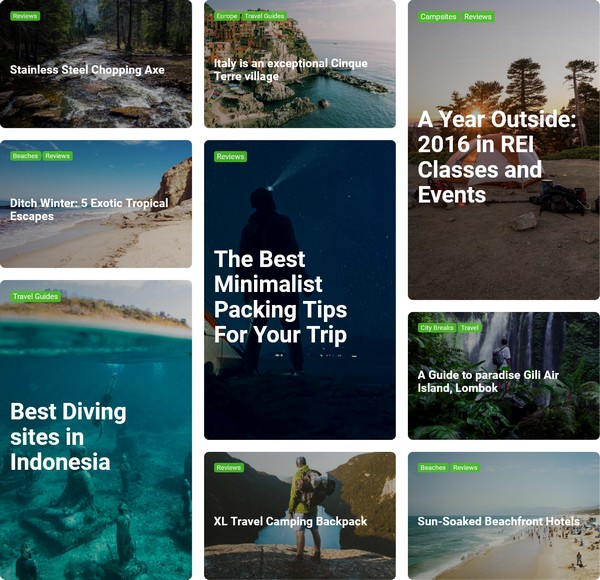 Reviews
Stainless Steel Chopping Axe
Beaches Reviews
Ditch Winter: 5 Exotic Tropical
Escapes
Travel Guides
Best Diving
sites in
Indonesia
Europe Travel Guides
Italy is an exceptional Cinque
Terre village
Reviews
The Best
Minimalist
Packing Tips
For Your Trip
Reviews
XL Travel Camping Backpack
Campsites Reviews
A Year Outside:
2016 in REI
Classes and
Events
City Breaks Travel
A Guide to paradise Gili Air
Island, Lombok
Beaches Reviews
Sun-Soaked Beachfront Hotels